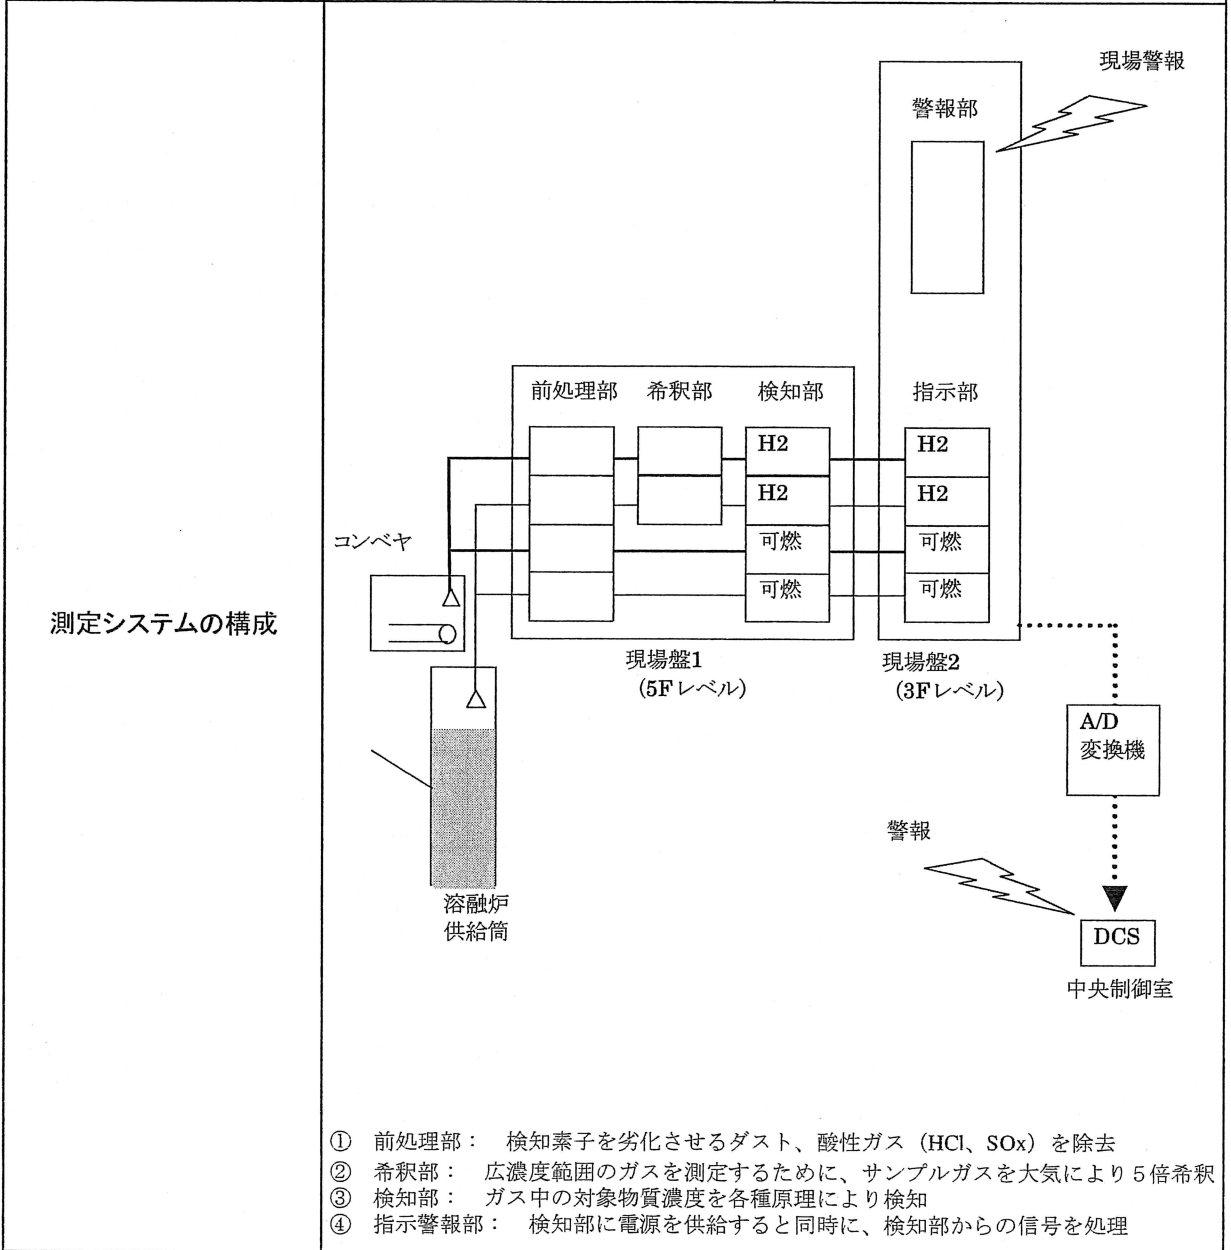 現場警報
警報部
前処理部
希釈部
検知部
指示部
H2
H2
H2
H2
可燃
可燃
可燃
可燃
コンベヤ
測定システムの構成
現場盤1
(5Fレベル)
現場盤2
(3Fレベル)
A/D
変換機
警報
溶融炉
供給筒
DCS
中央制御室
① 前処理部： 検知素子を劣化させるダスト、酸性ガス（HCl、SOx）を除去
② 希釈部： 広濃度範囲のガスを測定するために、サンプルガスを大気により５倍希釈
③ 検知部： ガス中の対象物質濃度を各種原理により検知
④ 指示警報部： 検知部に電源を供給すると同時に、検知部からの信号を処理